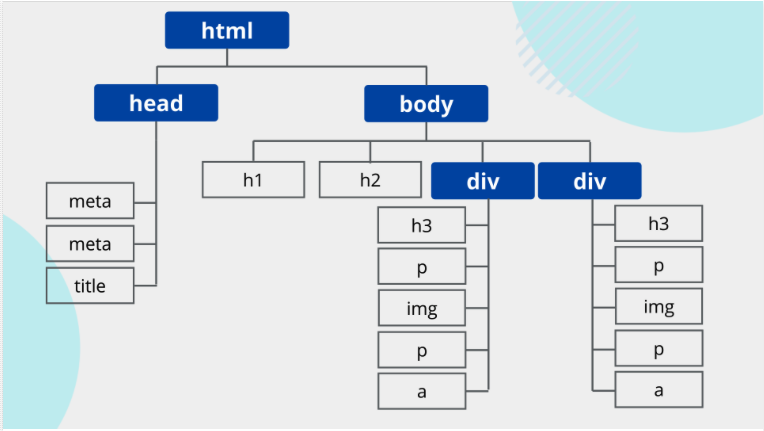 html
head
body
h1
h2
div
div
meta
meta
title
h3
p
img
p
a
h3
p
img
p
a